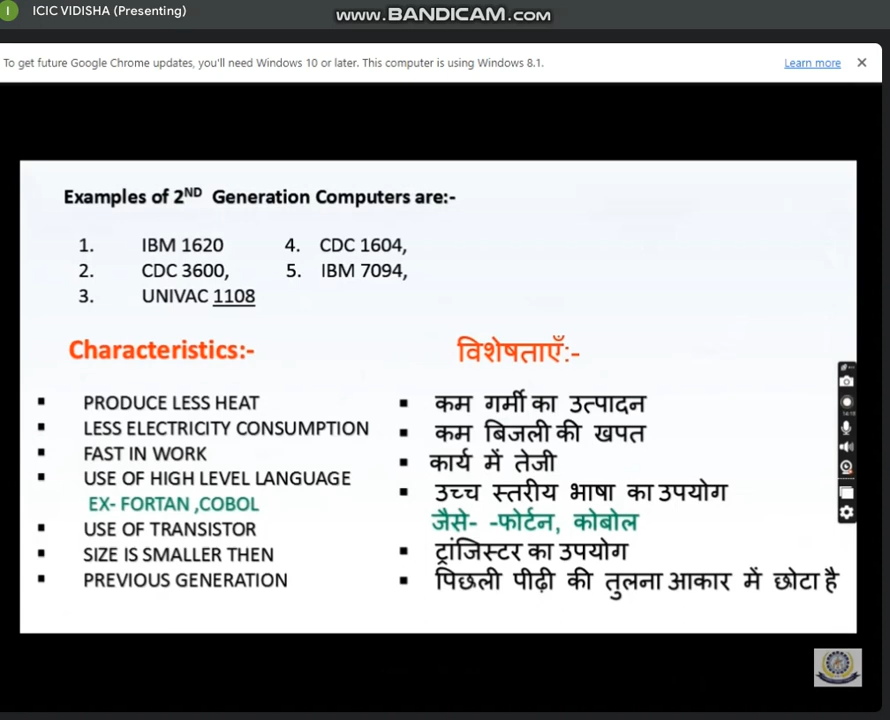 I
ICIC VIDISHA (Presenting)
www.BANDICAM.com
To get future Google Chrome updates, you'll need Windows 10 or later. This computer is using Windows 8.1.
Learn more
Examples of 2ND Generation Computers are:-
1. IBM 1620 4. CDC 1604,
2. CDC 3600, 5. IBM 7094,
3. UNIVAC 1108
Characteristics:-
▪ PRODUCE LESS HEAT
▪ LESS ELECTRICITY CONSUMPTION
▪ FAST IN WORK
▪ USE OF HIGH LEVEL LANGUAGE
EX- FORTAN ,COBOL
▪ USE OF TRANSISTOR
▪ SIZE IS SMALLER THEN
▪ PREVIOUS GENERATION
विशेषताएँ:-
▪ कम गर्मी का उत्पादन
▪ कम बिजली की खपत
▪ कार्य में तेजी
▪ उच्च स्तरीय भाषा का उपयोग
जैसे- -फोर्टन, कोबोल
▪ ट्रांजिस्टर का उपयोग
▪ पिछली पीढ़ी की तुलना आकार में छोटा है